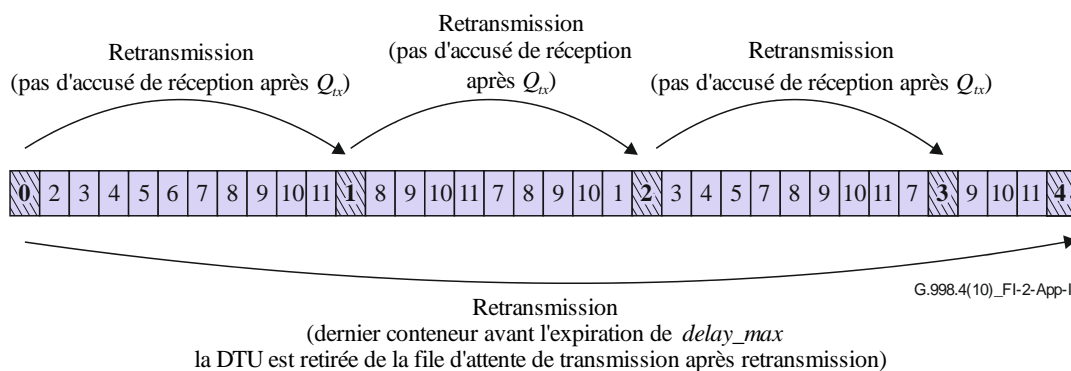 Retransmission
(pas d'accusé de réception après Qtx)
Retransmission
(pas d'accusé de réception
après Qtx)
Retransmission
(pas d'accusé de réception après Qtx)
0 2 3 4 5 6 7 8 9 10 11 1 8 9 10 11 7 8 9 10 1 2 3 4 5 7 8 9 10 11 7 3 9 10 11 4
G.998.4(10)_FI-2-App-I
Retransmission
(dernier conteneur avant l'expiration de delay_max
la DTU est retirée de la file d'attente de transmission après retransmission)